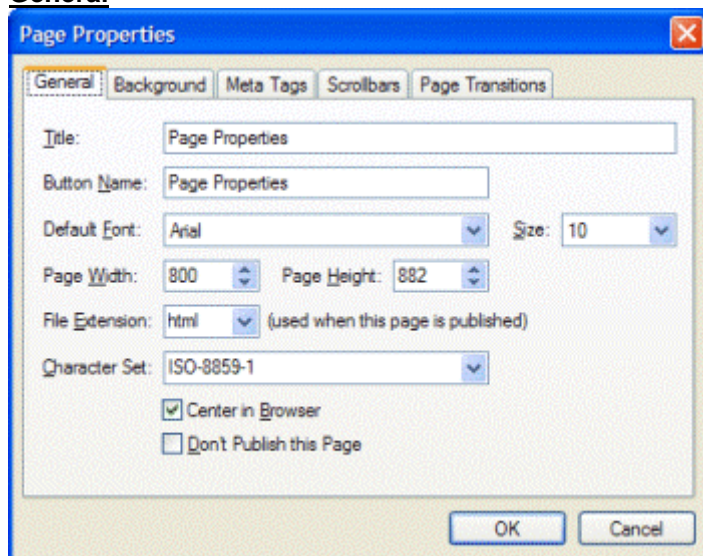 General
Page Properties
General Background Meta Tags Scrollbars Page Transitions
Title: Page Properties
Button Name: Page Properties
Default Font: Arial Size: 10
Page Width: 800 Page Height: 882
File Extension: html (used when this page is published)
Character Set: ISO-8859-1
Center in Browser
Don't Publish this Page
OK Cancel